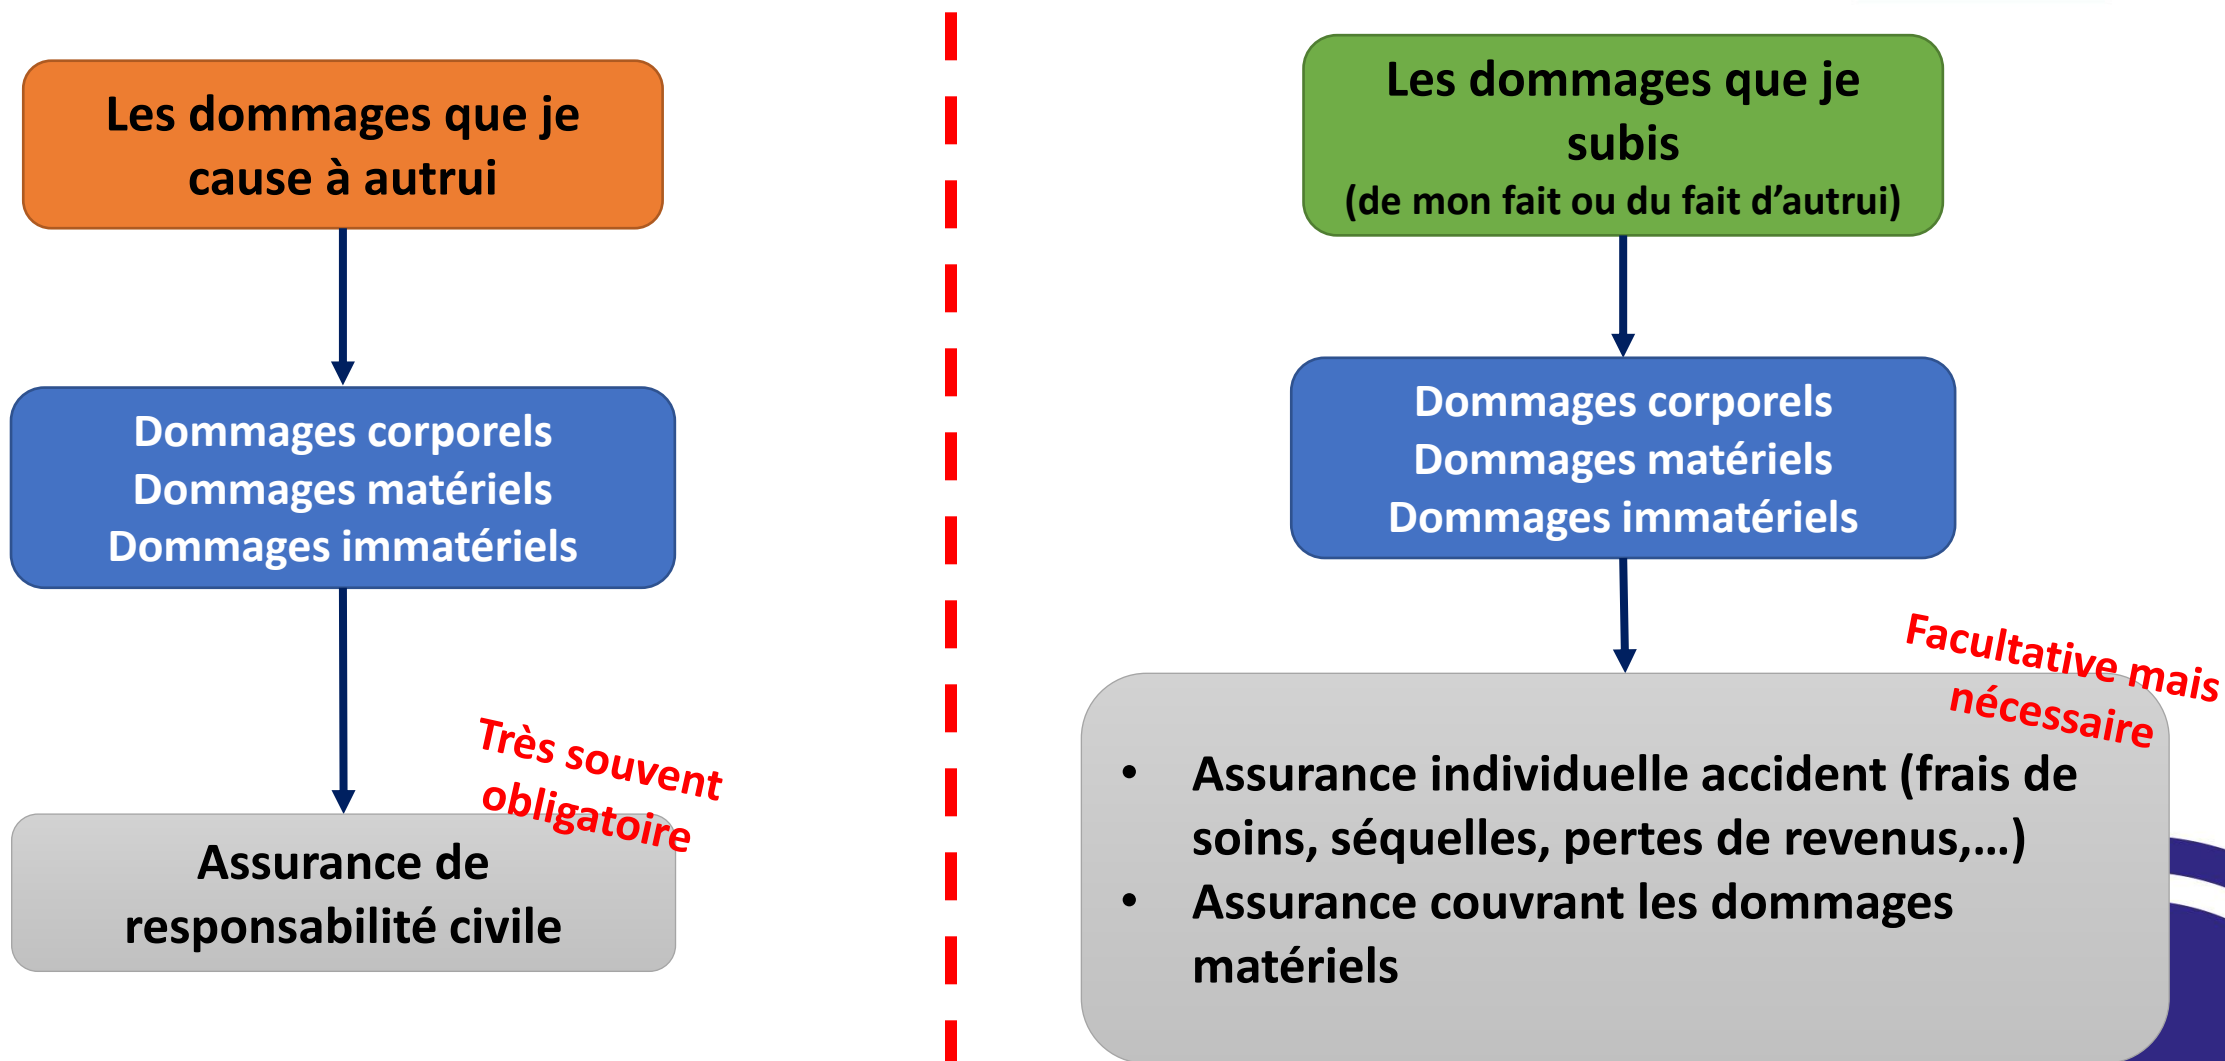 Les dommages que je
cause à autrui
Dommages corporels
Dommages matériels
Dommages immatériels
Très souvent
obligatoire
Assurance de
responsabilité civile
Les dommages que je
subis
(de mon fait ou du fait d’autrui)
Dommages corporels
Dommages matériels
Dommages immatériels
Facultative mais
nécessaire
• Assurance individuelle accident (frais de
soins, séquelles, pertes de revenus,…)
• Assurance couvrant les dommages
matériels